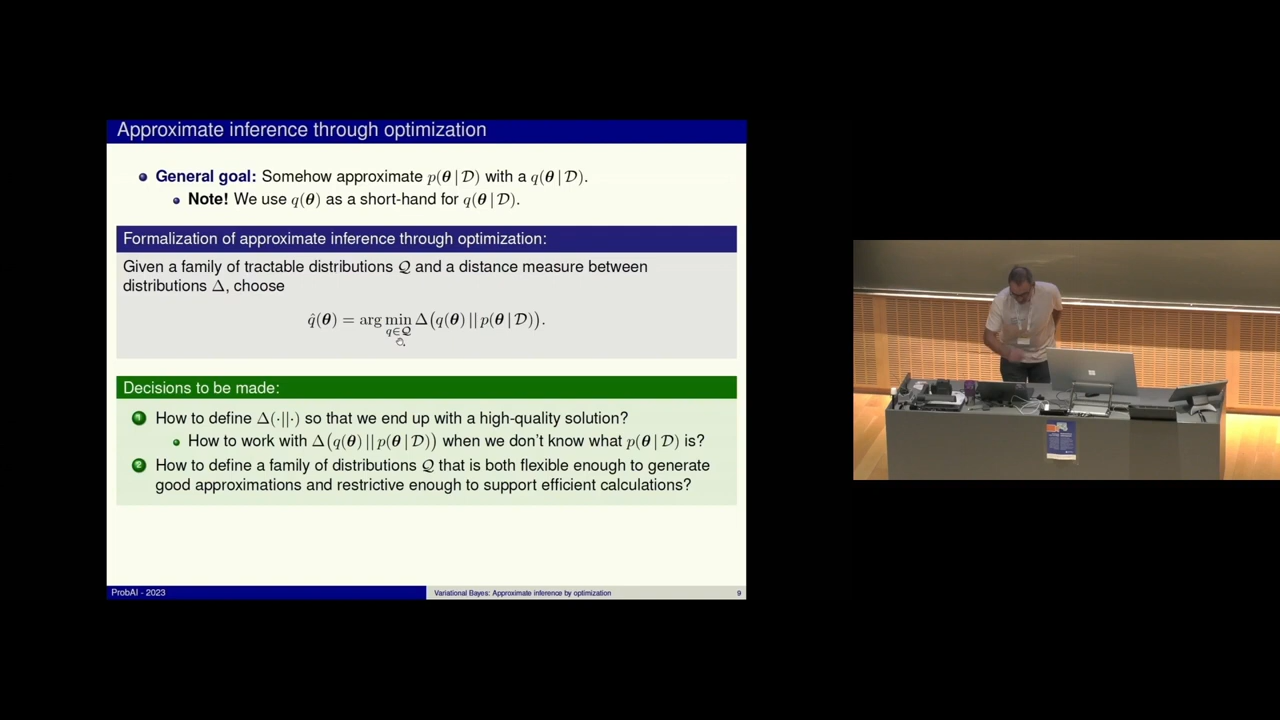 Approximate inference through optimization
General goal: Somehow approximate p(θ | D) with a q(θ | D).
Note! We use q(θ) as a short-hand for q(θ | D).
Formalization of approximate inference through optimization:
Given a family of tractable distributions Q and a distance measure between
distributions Δ, choose
q̂(θ) = arg min Δ(q(θ) || p(θ | D)).
q∈Q
Decisions to be made:
1 How to define Δ(·||·) so that we end up with a high-quality solution?
How to work with Δ(q(θ) || p(θ | D)) when we don't know what p(θ | D) is?
2 How to define a family of distributions Q that is both flexible enough to generate
good approximations and restrictive enough to support efficient calculations?
ProbAI - 2023
Variational Bayes: Approximate inference by optimization
9